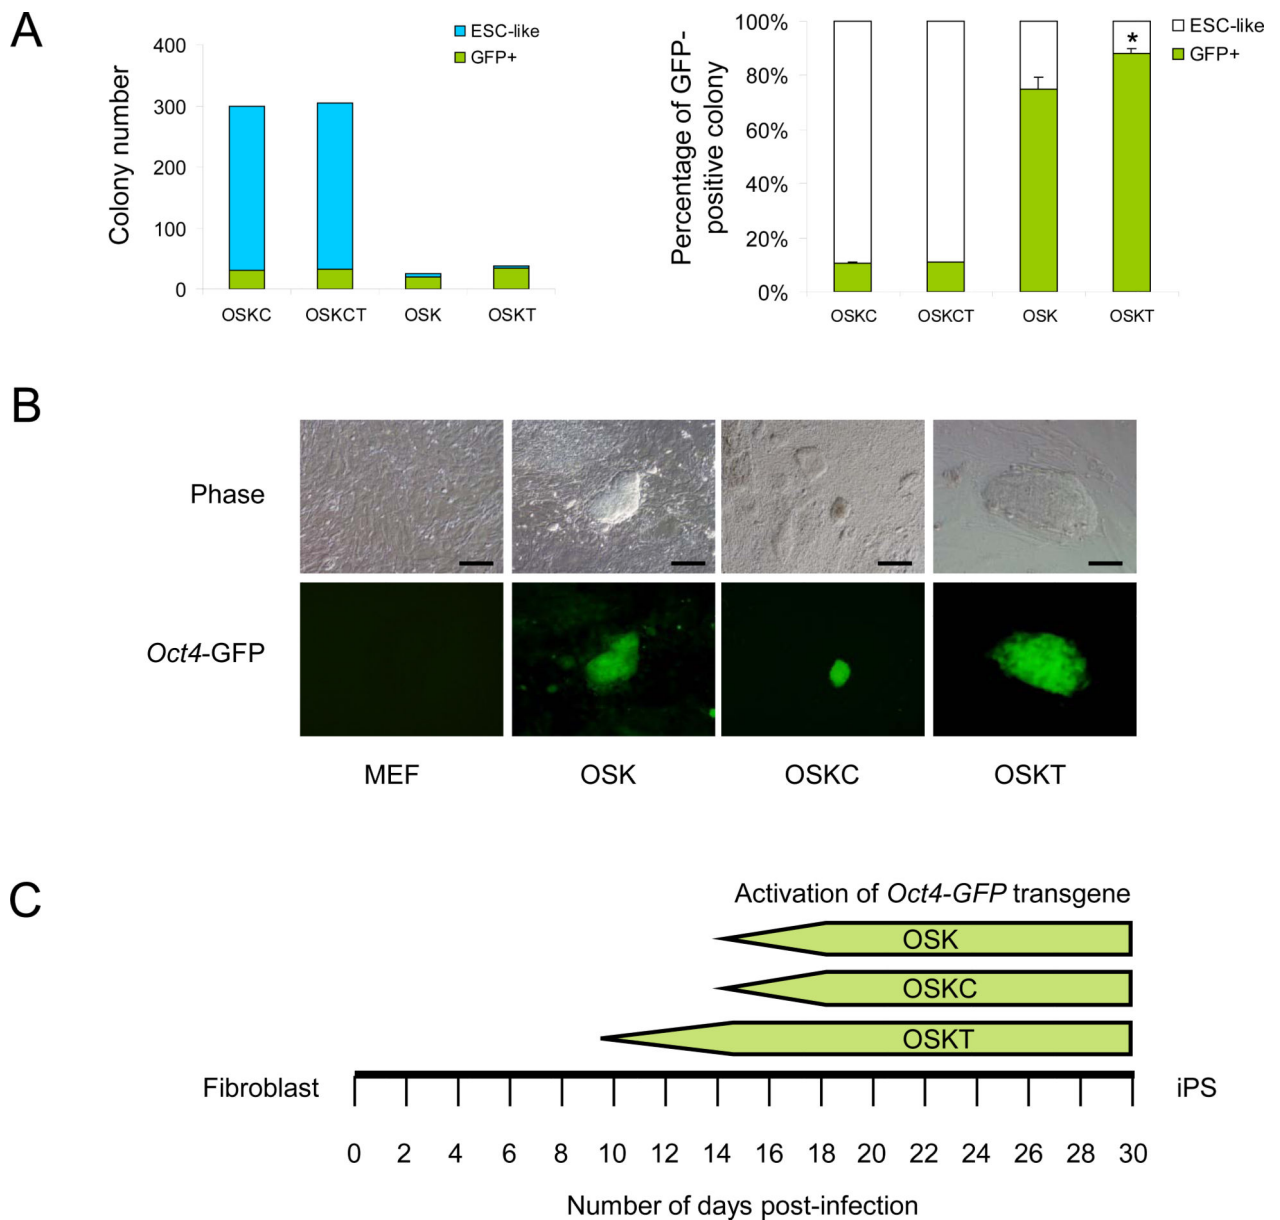 A
ESC-like
GFP+
Colony number
400
300
200
100
0
OSKC OSKCT OSK OSKT
ESC-like
GFP+
Percentage of GFP-
positive colony
100%
80%
60%
40%
20%
0%
*
OSKC OSKCT OSK OSKT
B
Phase
Oct4-GFP
MEF OSK OSKC OSKT
C
Activation of Oct4-GFP transgene
OSK
OSKC
OSKT
Fibroblast iPS
0 2 4 6 8 10 12 14 16 18 20 22 24 26 28 30
Number of days post-infection